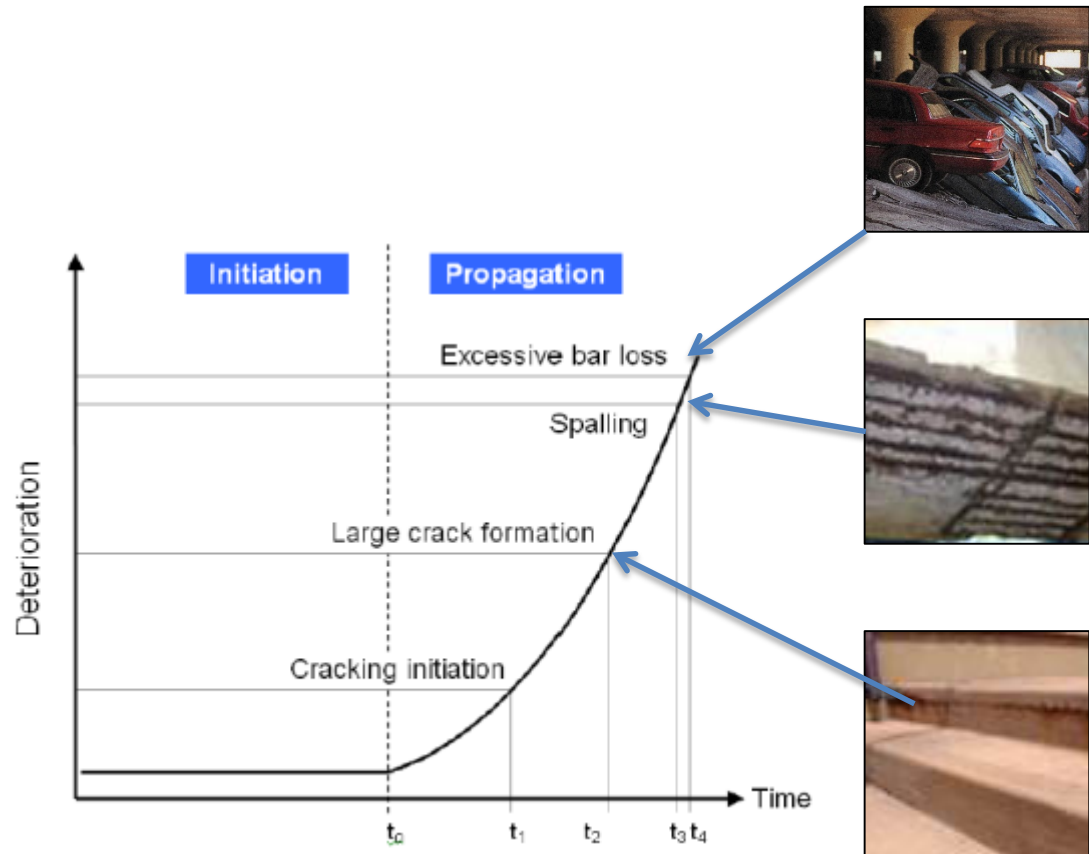 Initiation
Propagation
Excessive bar loss
Spalling
Large crack formation
Cracking initiation
Deterioration
Time
t₀
t₁
t₂
t₃
t₄